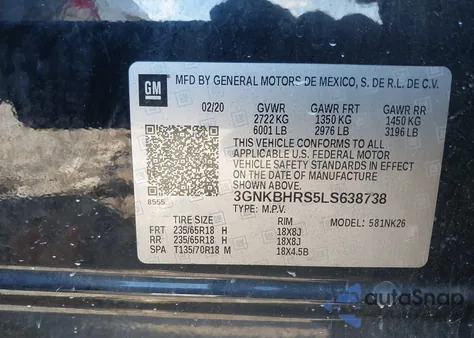 GM MFD BY GENERAL MOTORS DE MEXICO, S. DE R.L. DE C.V.
02/20 GVWR GAWR FRT GAWR RR
2722 KG 1350 KG 1450 KG
6001 LB 2976 LB 3196 LB
THIS VEHICLE CONFORMS TO ALL
APPLICABLE U.S. FEDERAL MOTOR
VEHICLE SAFETY STANDARDS IN EFFECT
ON THE DATE OF MANUFACTURE
SHOWN ABOVE.
8555 3GNKBHRS5LS638738
TYPE: M.P.V. MODEL: 581NK26
TIRE SIZE RIM
FRT 235/65R18 H 18X8J
RR 235/65R18 H 18X8J
SPA T135/70R18 M 18X4.5B
autoSnap